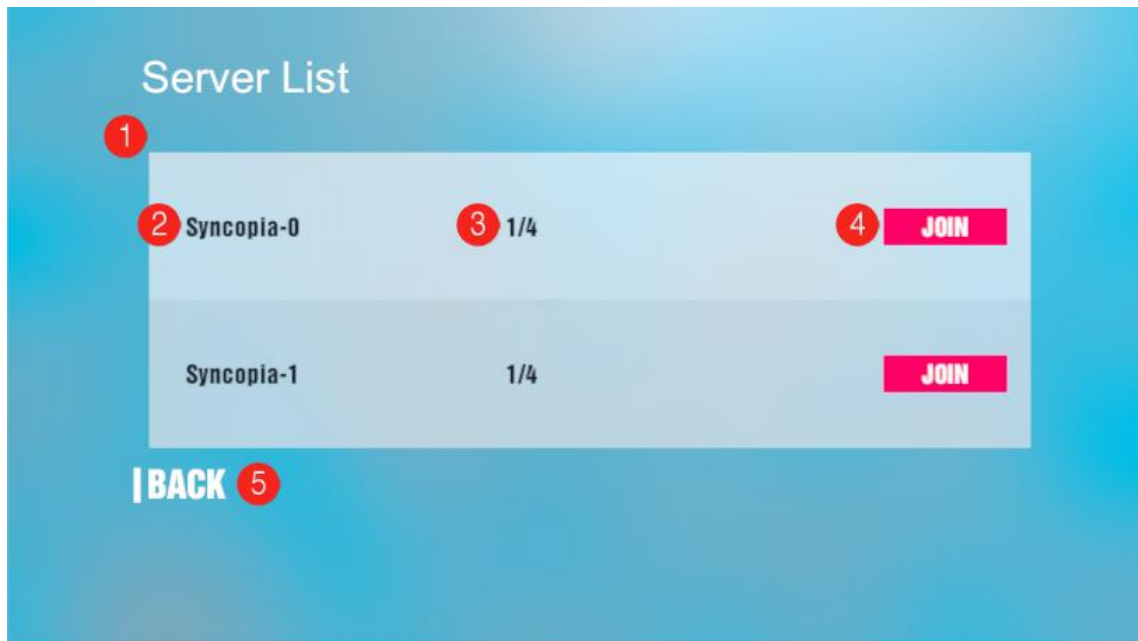 Server List
1
2 Syncopia-0 3 1/4 4 JOIN
Syncopia-1 1/4 JOIN
BACK 5